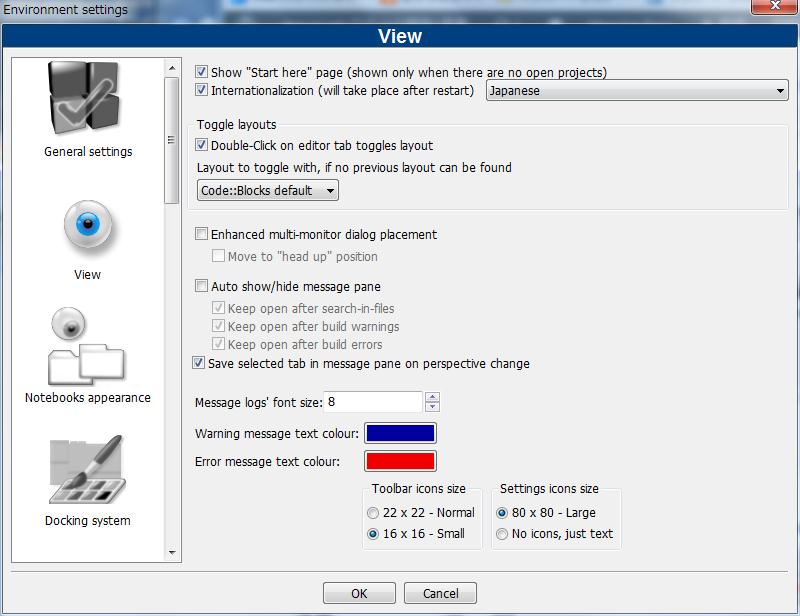 Environment settings
View
General settings
View
Notebooks appearance
Docking system
Show "Start here" page (shown only when there are no open projects)
Internationalization (will take place after restart) Japanese
Toggle layouts
Double-Click on editor tab toggles layout
Layout to toggle with, if no previous layout can be found
Code::Blocks default
Enhanced multi-monitor dialog placement
Move to "head up" position
Auto show/hide message pane
Keep open after search-in-files
Keep open after build warnings
Keep open after build errors
Save selected tab in message pane on perspective change
Message logs' font size: 8
Warning message text colour:
Error message text colour:
Toolbar icons size
22 x 22 - Normal
16 x 16 - Small
Settings icons size
80 x 80 - Large
No icons, just text
OK
Cancel